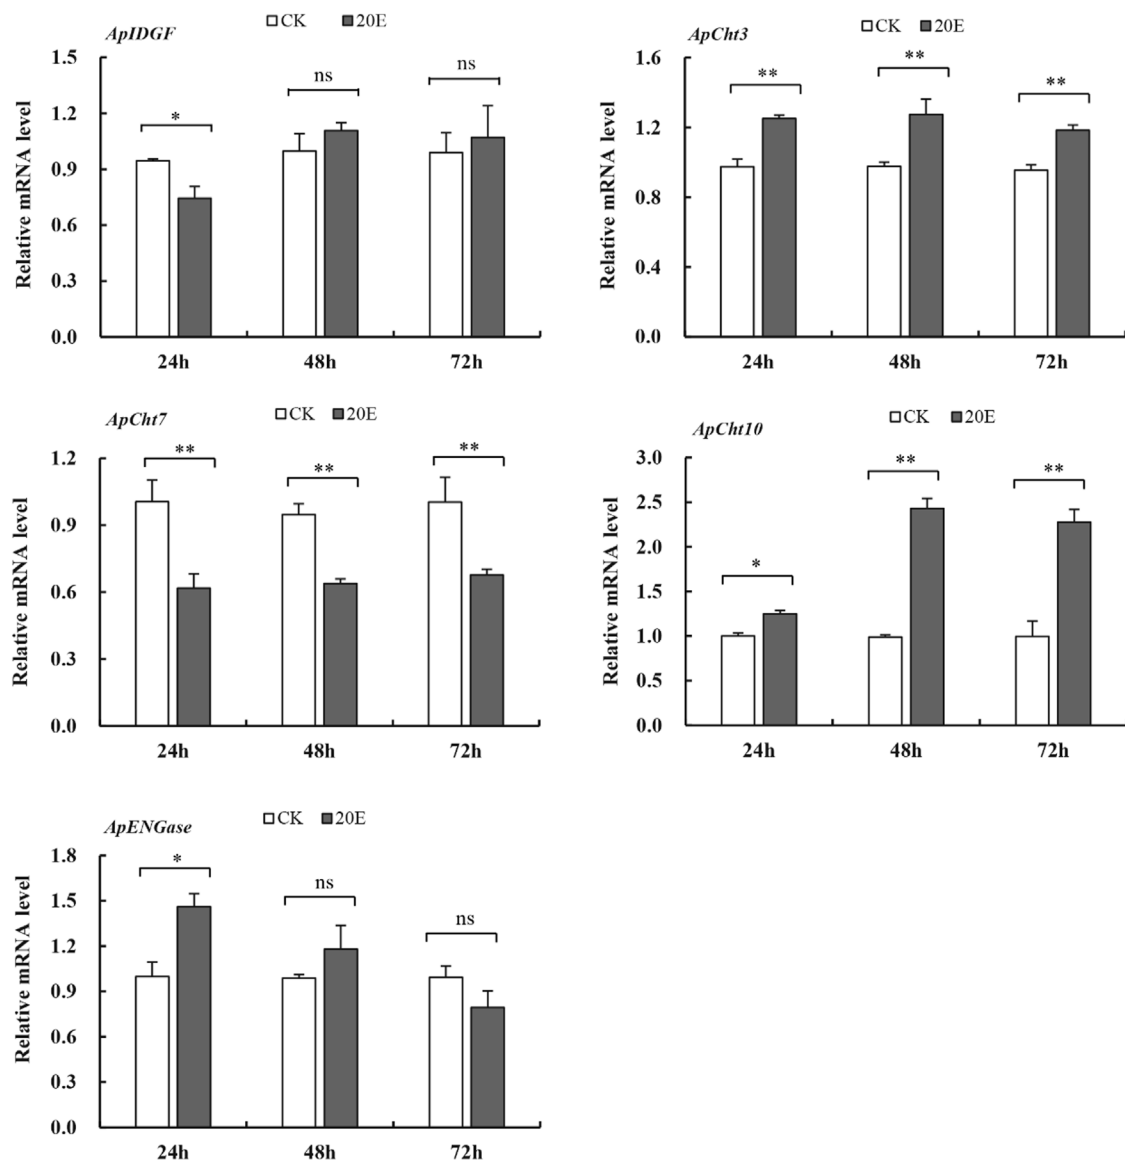 ApIDGF
CK 20E
Relative mRNA level
1.5
1.2
0.9
0.6
0.3
0.0
* ns ns
24h 48h 72h
ApCht3
CK 20E
Relative mRNA level
1.6
1.2
0.8
0.4
0.0
** ** **
24h 48h 72h
ApCht7
CK 20E
Relative mRNA level
1.2
0.9
0.6
0.3
0.0
** ** **
24h 48h 72h
ApCht10
CK 20E
Relative mRNA level
3.0
2.5
2.0
1.5
1.0
0.5
0.0
* ** **
24h 48h 72h
ApENGase
CK 20E
Relative mRNA level
1.8
1.5
1.2
0.9
0.6
0.3
0.0
* ns ns
24h 48h 72h